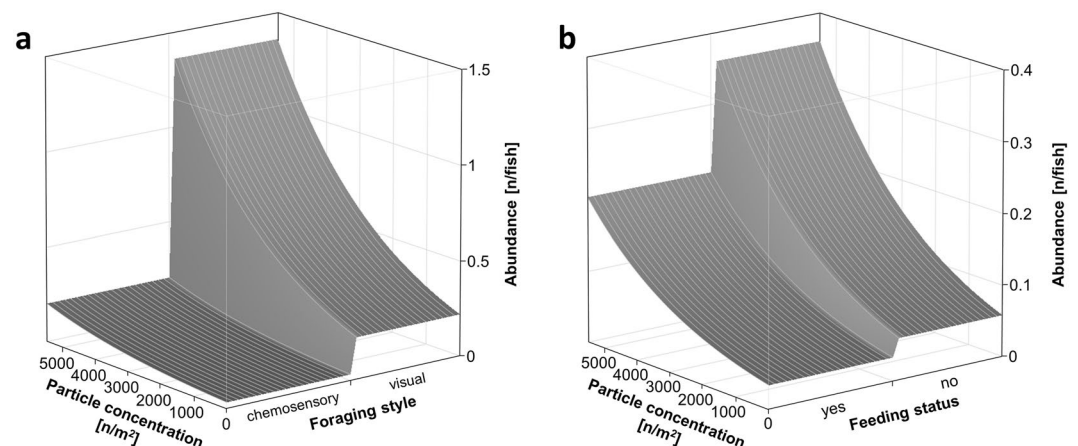 a
1.5
1
0.5
0
Abundance [n/fish]
5000
4000
3000
2000
1000
0
Particle concentration
[n/m²]
chemosensory
visual
Foraging style
b
0.4
0.3
0.2
0.1
0
Abundance [n/fish]
5000
4000
3000
2000
1000
0
Particle concentration
[n/m²]
yes
no
Feeding status